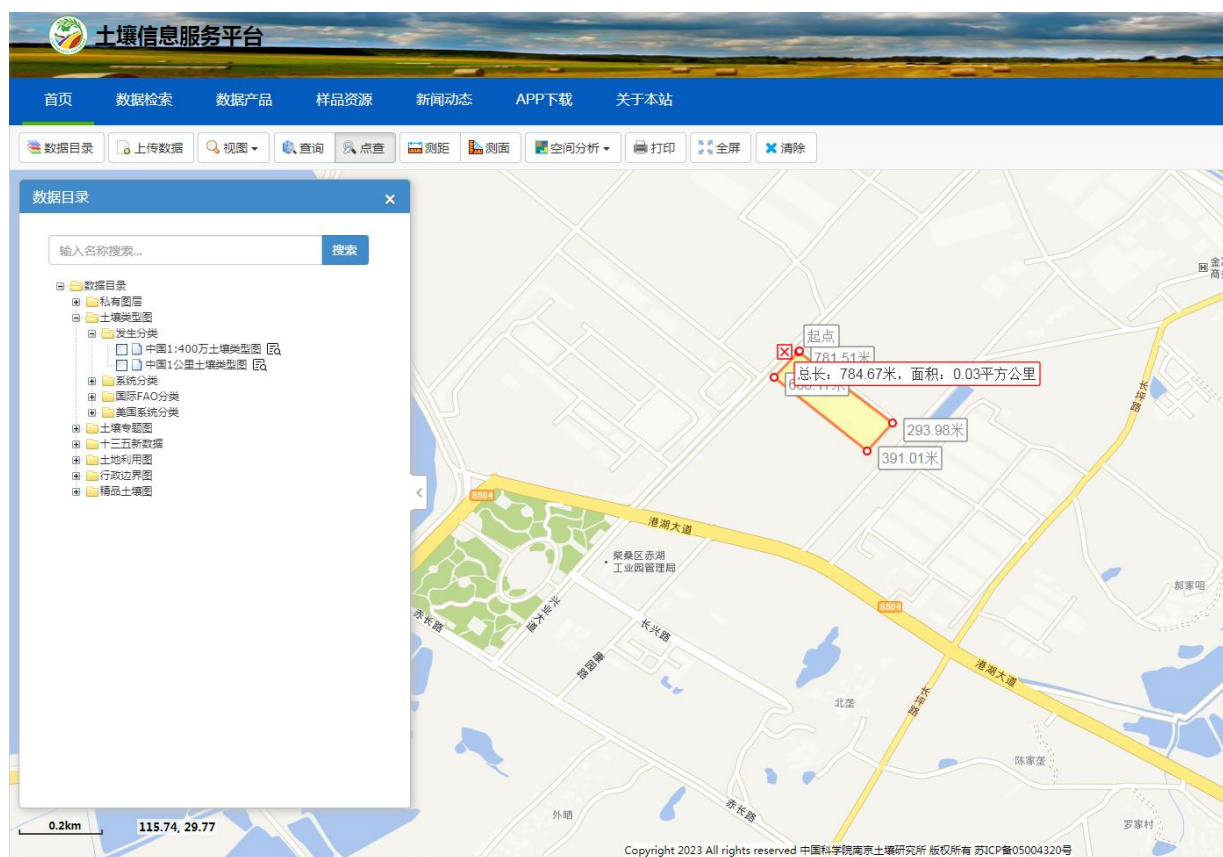 土壤信息服务平台
首页 数据检索 数据产品 样品资源 新闻动态 APP下载 关于本站
数据目录 上传数据 视图 查询 点查 测距 测面 空间分析 打印 全屏 清除
数据目录
输入名称搜索... 搜索
数据目录
私有图层
土壤类型图
发生分类
中国1:400万土壤类型图
中国1公里土壤类型图
系统分类
国际FAO分类
美国系统分类
土壤专题图
十三五新数据
土地利用图
行政边界图
精品土壤图
起点
781.51米
总长：784.67米，面积：0.03平方公里
293.98米
391.01米
长坪路
S504
港湖大道
柴桑区赤湖
工业园管理局
郝家咀
S504
兴业大道
赤长路
长兴路
康园路
港湖大道
长坪路
北垄
陈家垄
外晒
赤长路
罗家村
0.2km
115.74, 29.77
Copyright 2023 All rights reserved 中国科学院南京土壤研究所 版权所有 苏ICP备05004320号